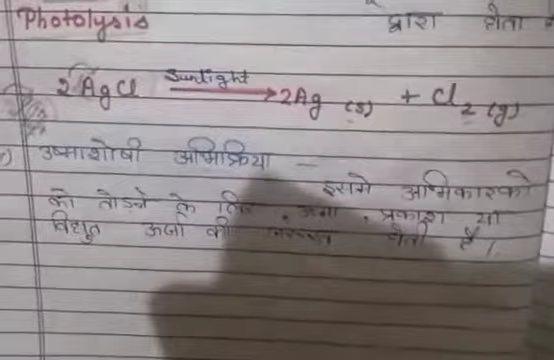 Photolysis द्वारा होता
2AgCl Sunlight → 2Ag (s) + Cl2 (g)
उष्माशोषी अभिक्रिया —
इसमे अभिकारको
को तोड़ने के लिए प्रकाश या
विद्युत ऊर्जा की होती है।